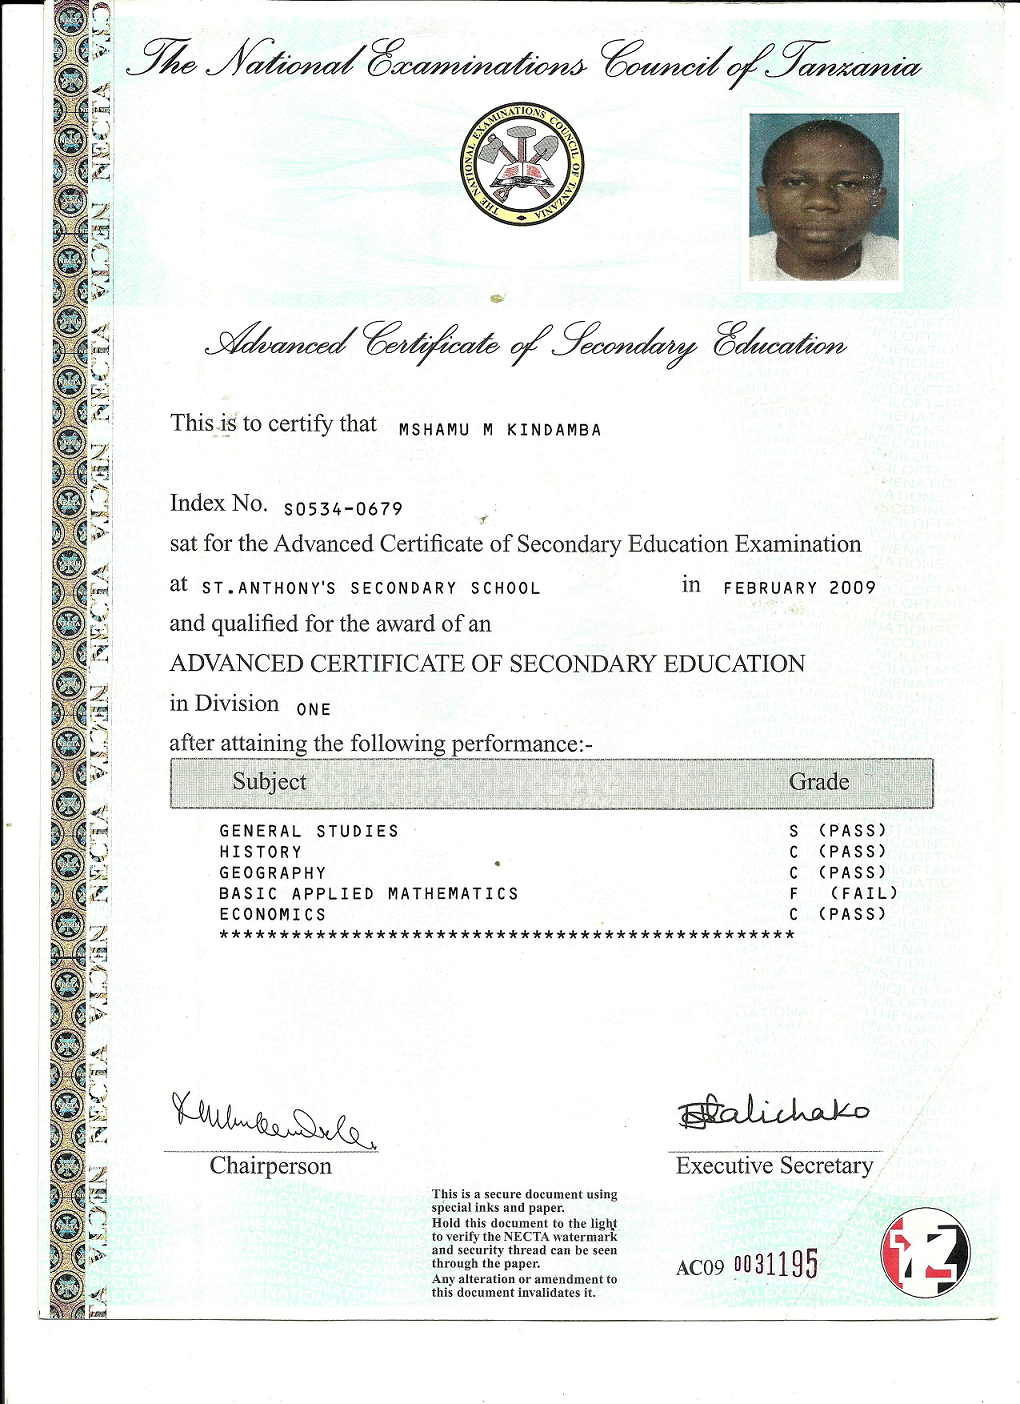 The National Examinations Council of Tanzania
THE NATIONAL EXAMINATIONS COUNCIL OF TANZANIA
Advanced Certificate of Secondary Education
This is to certify that MSHAMU M KINDAMBA
Index No. S0534-0679
sat for the Advanced Certificate of Secondary Education Examination
at ST.ANTHONY'S SECONDARY SCHOOL in FEBRUARY 2009
and qualified for the award of an
ADVANCED CERTIFICATE OF SECONDARY EDUCATION
in Division ONE
after attaining the following performance:-
Subject Grade
GENERAL STUDIES S (PASS)
HISTORY C (PASS)
GEOGRAPHY C (PASS)
BASIC APPLIED MATHEMATICS F (FAIL)
ECONOMICS C (PASS)
************************************************
Chairperson Executive Secretary
This is a secure document using
special inks and paper.
Hold this document to the light
to verify the NECTA watermark
and security thread can be seen
through the paper.
Any alteration or amendment to
this document invalidates it.
AC09 0031195
NECTA NECTA NECTA NECTA NECTA NECTA